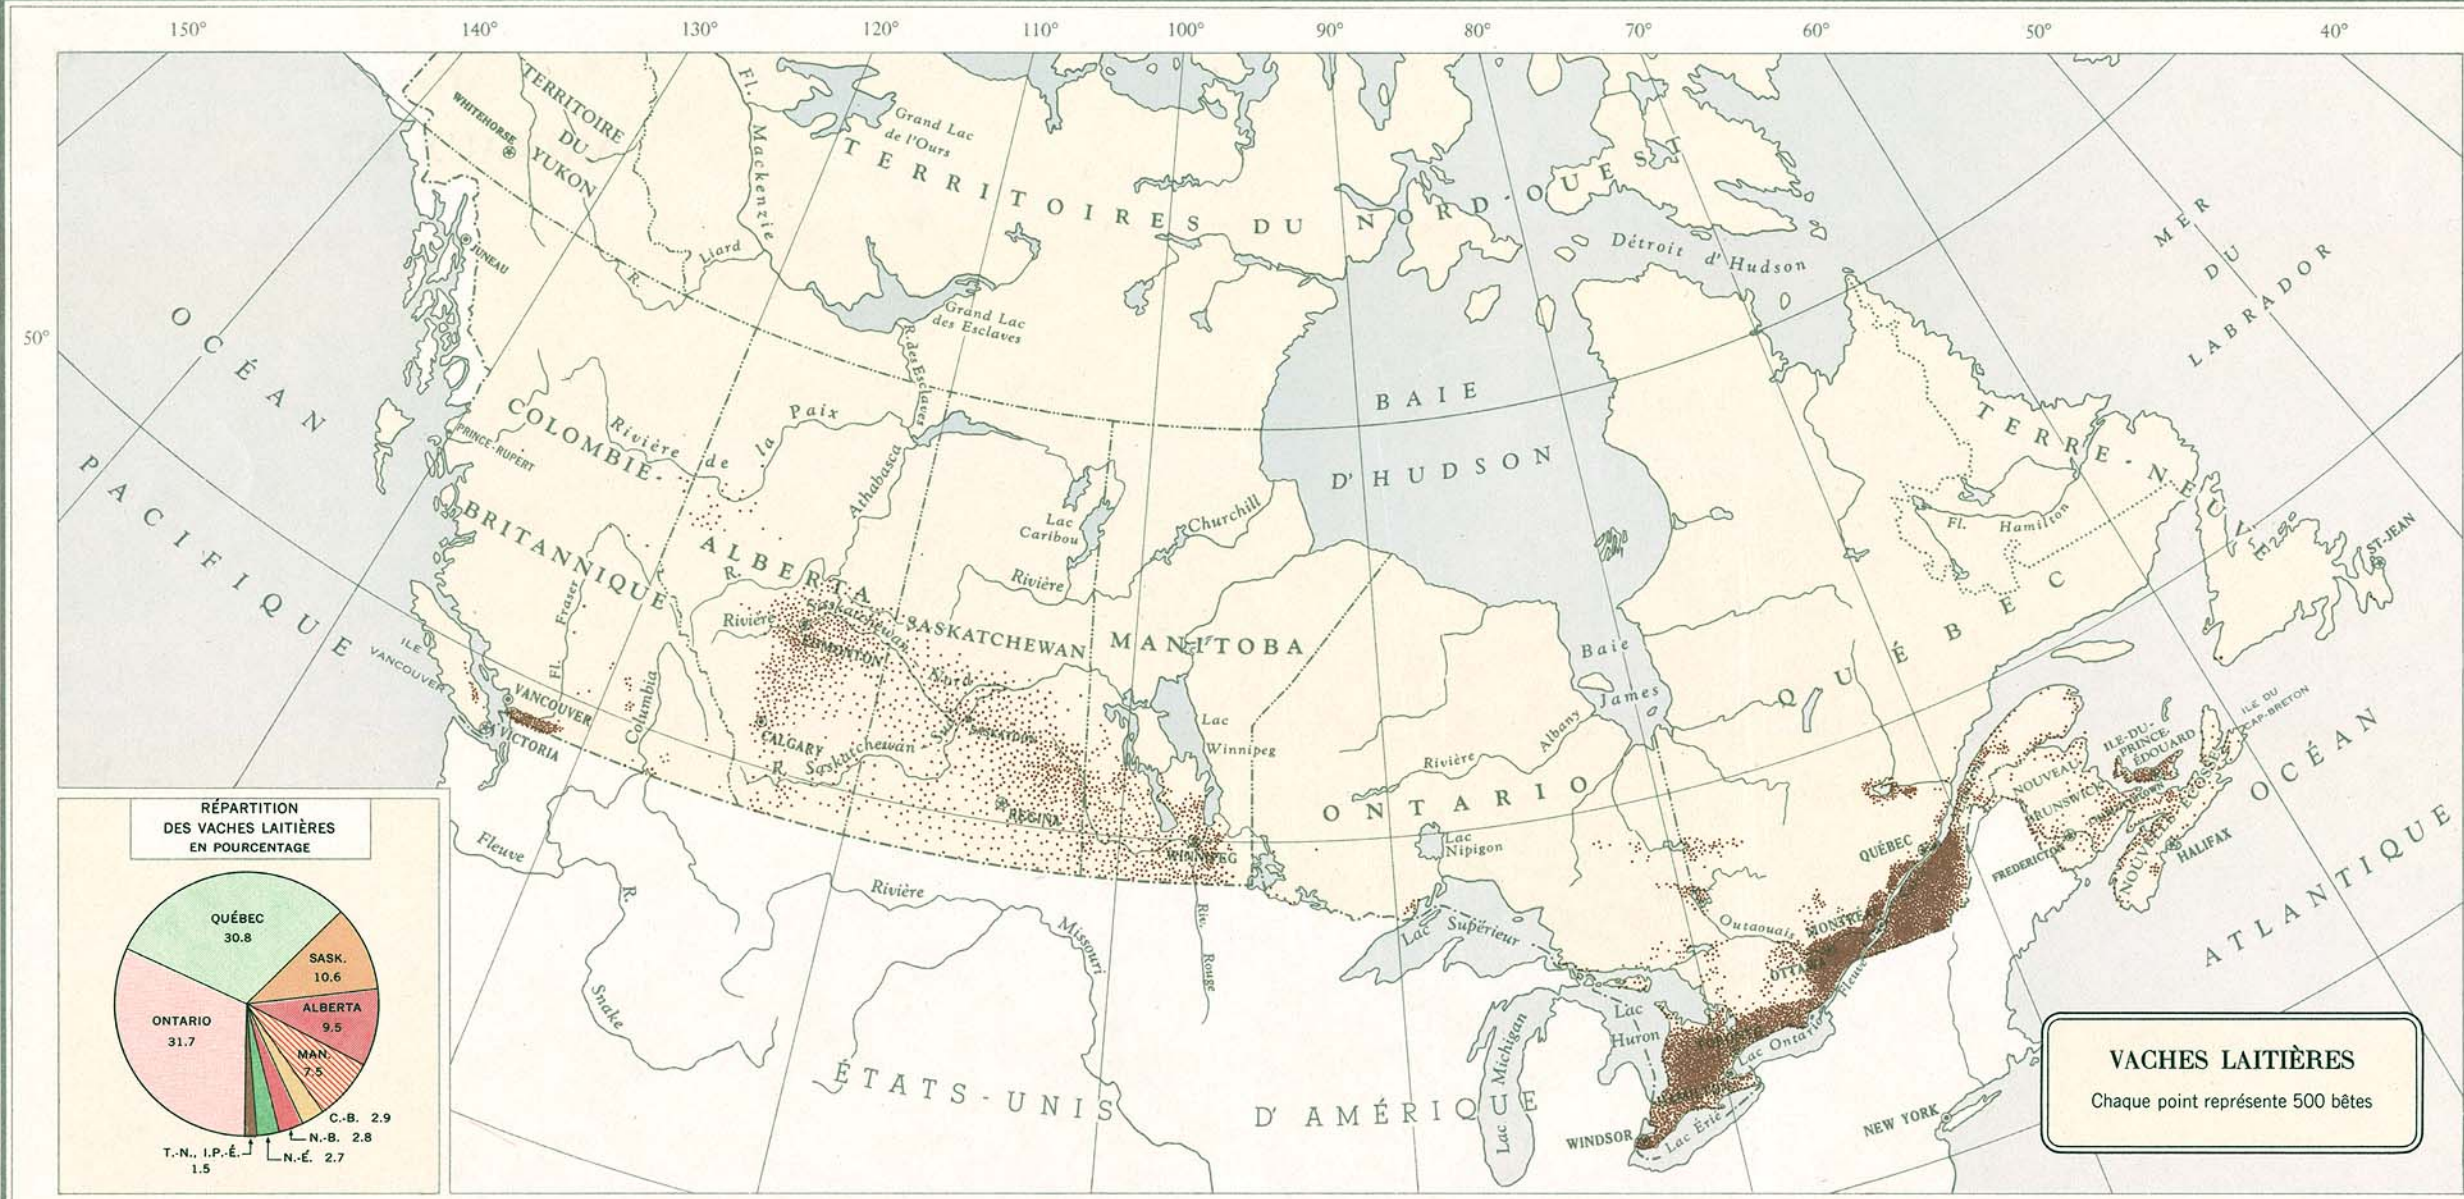 150° 140° 130° 120° 110° 100° 90° 80° 70° 60° 50° 40°
50°
TERRITOIRE
DU
YUKON
WHITEHORSE
JUNEAU
Fl. Mackenzie
R. Liard
Grand Lac
de l'Ours
TERRITOIRES DU NORD-OUEST
Grand Lac
des Esclaves
R. des Esclaves
Détroit d'Hudson
MER
DU
LABRADOR
OCÉAN
PACIFIQUE
COLOMBIE-
BRITANNIQUE
PRINCE-RUPERT
Rivière de la Paix
Athabasca
Lac
Caribou
Rivière Churchill
BAIE
D'HUDSON
TERRE-NEUVE
Fl. Hamilton
ST-JEAN
ALBERTA
R.
Rivière Saskatchewan Nord
EDMONTON
SASKATCHEWAN
MANITOBA
Fl. Fraser
ILE
VANCOUVER
VANCOUVER
VICTORIA
Columbia
CALGARY
R. Saskatchewan - Sud
SASKATOON
REGINA
WINNIPEG
Lac
Winnipeg
Baie
James
Rivière Albany
ONTARIO
Lac
Nipigon
QUÉBEC
QUÉBEC
MONTRÉAL
OTTAWA
Outaouais
Fleuve
TORONTO
Lac Ontario
Lac Érié
WINDSOR
Lac
Huron
Lac Michigan
Lac Supérieur
NOUVEAU-
BRUNSWICK
FREDERICTON
ILE-DU-
PRINCE-
ÉDOUARD
NOUVELLE-ÉCOSSE
HALIFAX
ILE DU
CAP-BRETON
OCÉAN
ATLANTIQUE
Fleuve
R. Snake
Rivière Missouri
Riv. Rouge
ÉTATS-UNIS D'AMÉRIQUE
NEW YORK
RÉPARTITION
DES VACHES LAITIÈRES
EN POURCENTAGE
QUÉBEC
30.8
SASK.
10.6
ALBERTA
9.5
MAN.
7.5
C.-B. 2.9
N.-B. 2.8
N.-É. 2.7
T.-N., I.P.-É.
1.5
ONTARIO
31.7
VACHES LAITIÈRES
Chaque point représente 500 bêtes